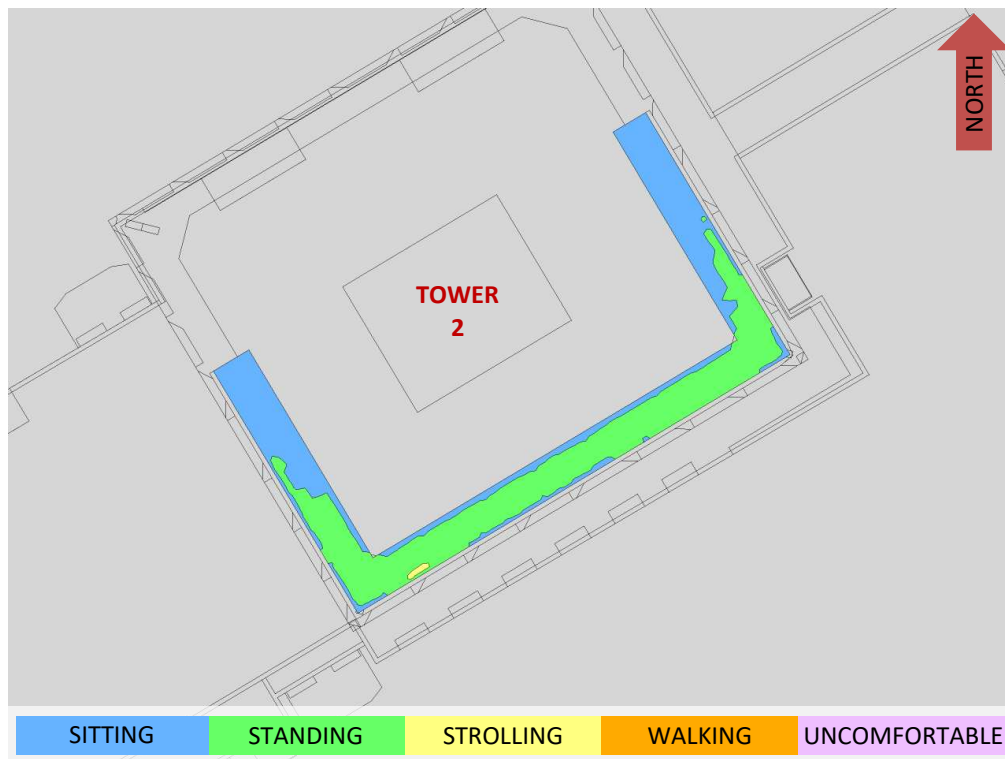 NORTH
TOWER
2
SITTING
STANDING
STROLLING
WALKING
UNCOMFORTABLE